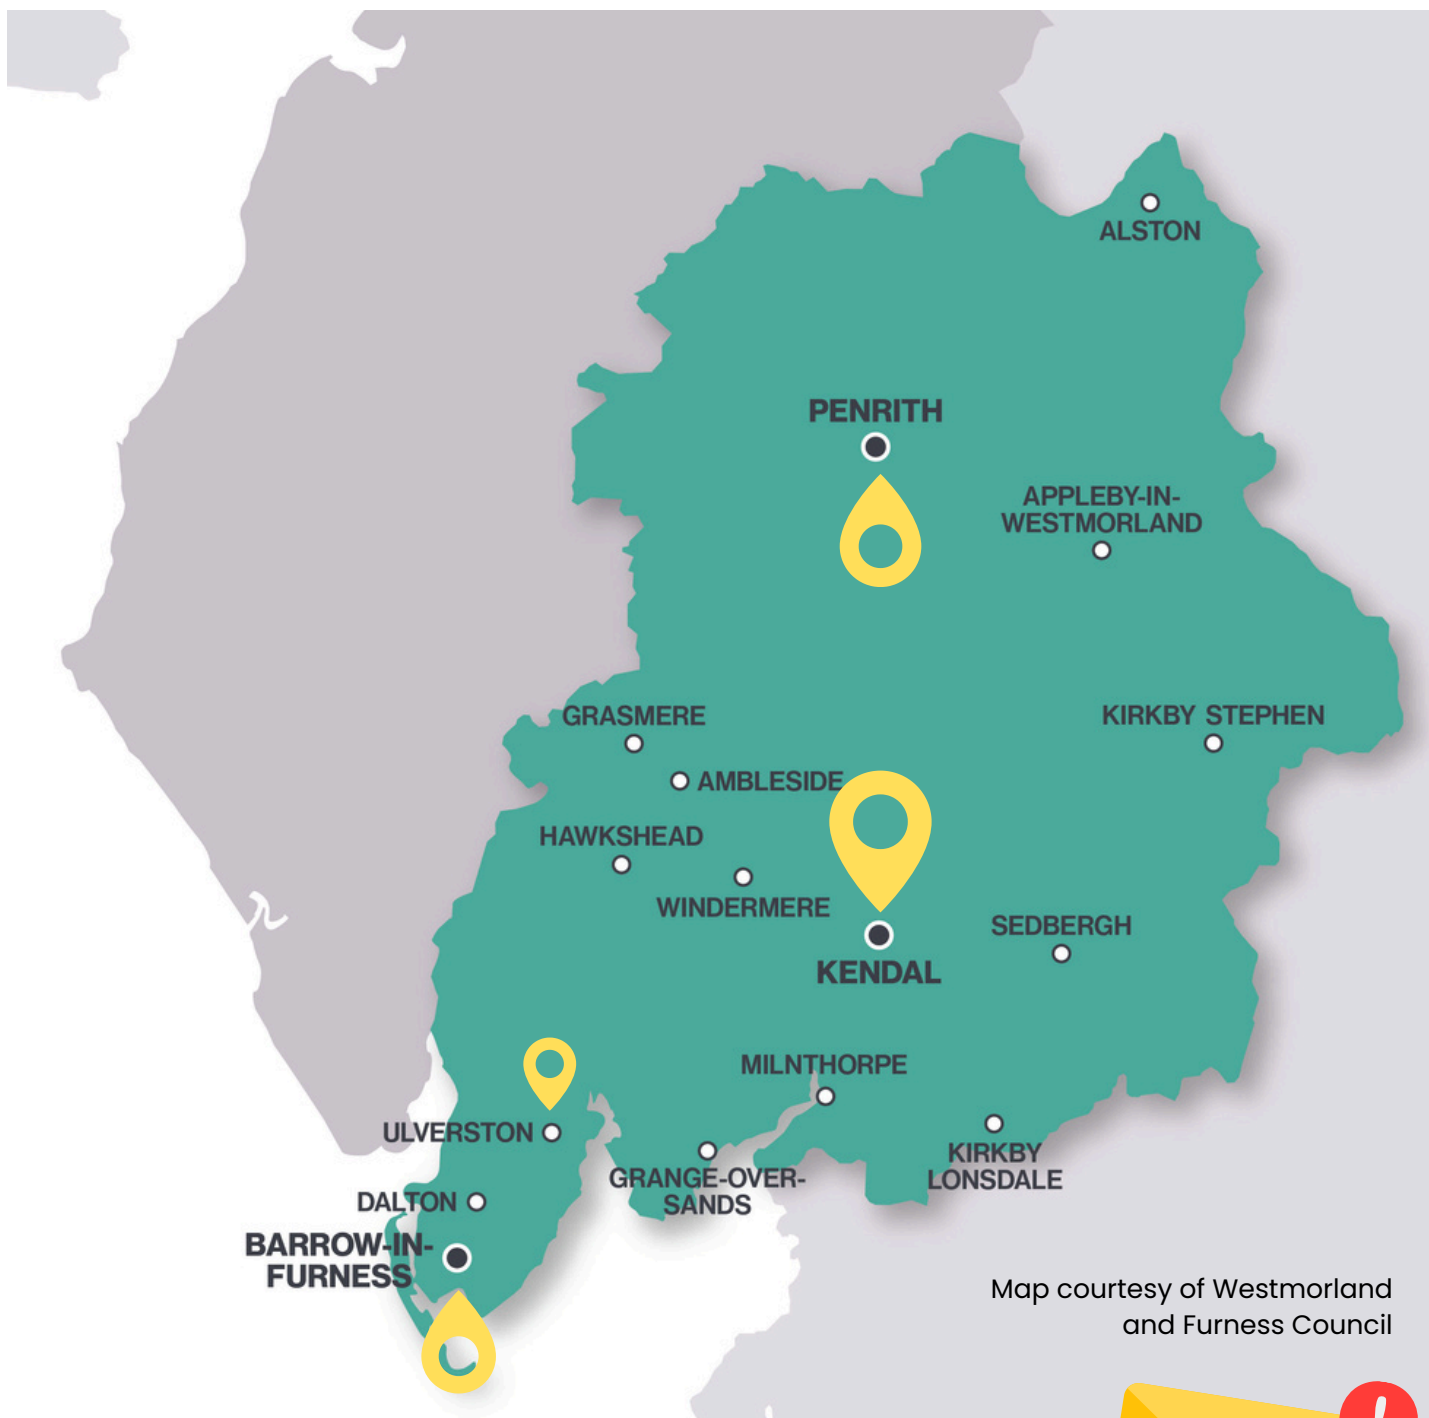 ALSTON
PENRITH
APPLEBY-IN-
WESTMORLAND
GRASMERE
KIRKBY STEPHEN
AMBLESIDE
HAWKSHEAD
WINDERMERE
SEDBERGH
KENDAL
MILNTHORPE
ULVERSTON
KIRKBY
LONSDALE
GRANGE-OVER-
SANDS
DALTON
BARROW-IN-
FURNESS
Map courtesy of Westmorland
and Furness Council